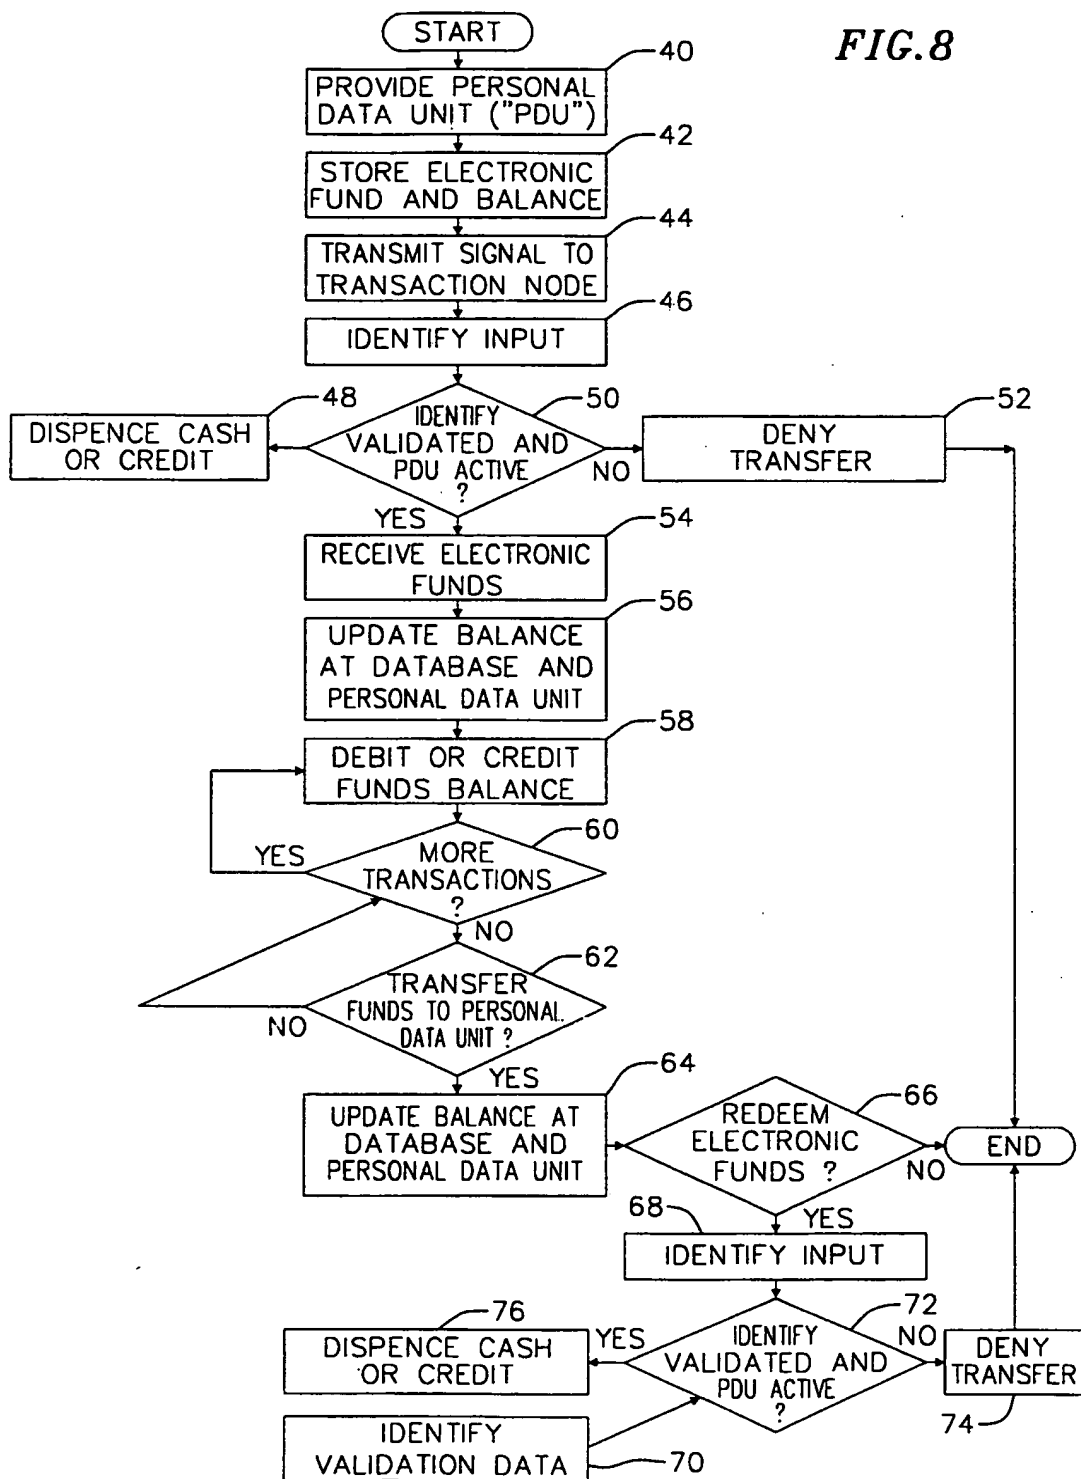 START
FIG.8
40
PROVIDE PERSONAL
DATA UNIT ("PDU")
42
STORE ELECTRONIC
FUND AND BALANCE
44
TRANSMIT SIGNAL TO
TRANSACTION NODE
46
IDENTIFY INPUT
48
DISPENCE CASH
OR CREDIT
50
IDENTIFY
VALIDATED AND
PDU ACTIVE
?
NO
YES
52
DENY
TRANSFER
54
RECEIVE ELECTRONIC
FUNDS
56
UPDATE BALANCE
AT DATABASE AND
PERSONAL DATA UNIT
58
DEBIT OR CREDIT
FUNDS BALANCE
60
MORE
TRANSACTIONS
?
YES
NO
62
TRANSFER
FUNDS TO PERSONAL
DATA UNIT ?
NO
YES
64
UPDATE BALANCE AT
DATABASE AND
PERSONAL DATA UNIT
66
REDEEM
ELECTRONIC
FUNDS ?
NO
END
YES
68
IDENTIFY INPUT
72
IDENTIFY
VALIDATED AND
PDU ACTIVE
?
YES
NO
76
DISPENCE CASH
OR CREDIT
DENY
TRANSFER
74
IDENTIFY
VALIDATION DATA
70